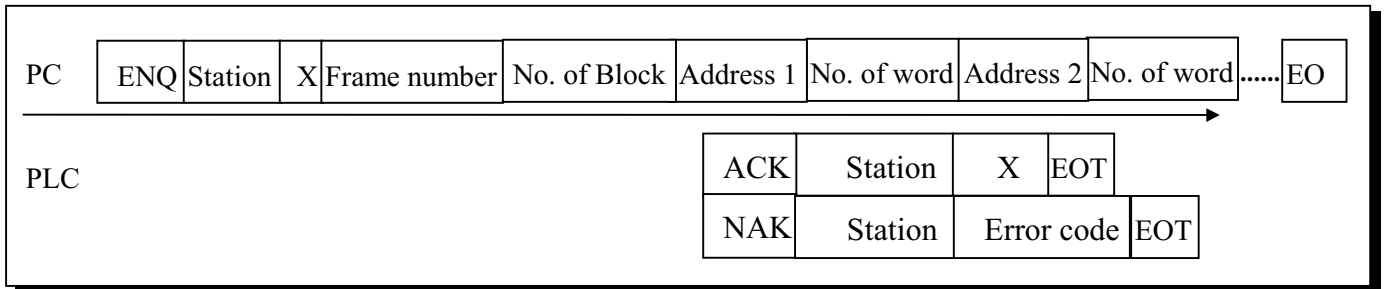 PC ENQ Station X Frame number No. of Block Address 1 No. of word Address 2 No. of word ...... EO
ACK Station X EOT
PLC
NAK Station Error code EOT